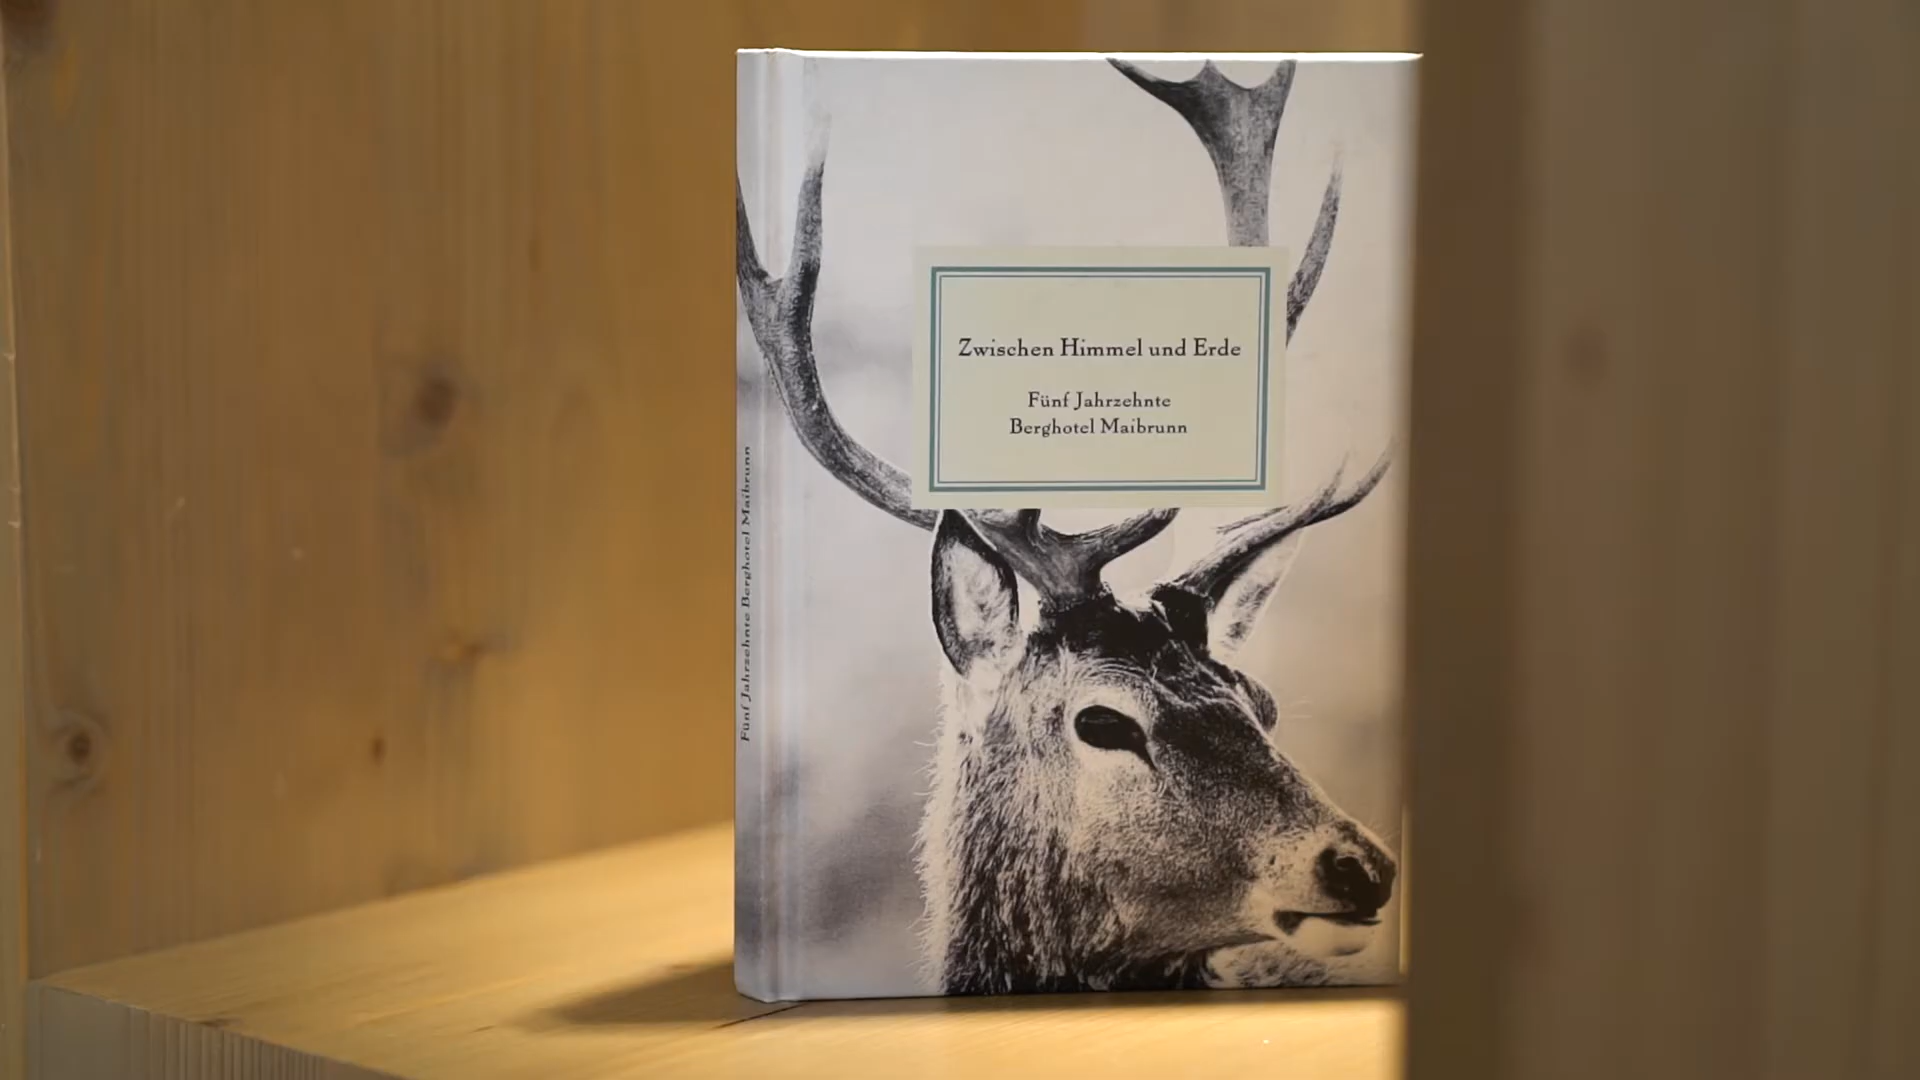 Zwischen Himmel und Erde
Fünf Jahrzehnte
Berghotel Maibrunn
Fünf Jahrzehnte Berghotel Maibrunn